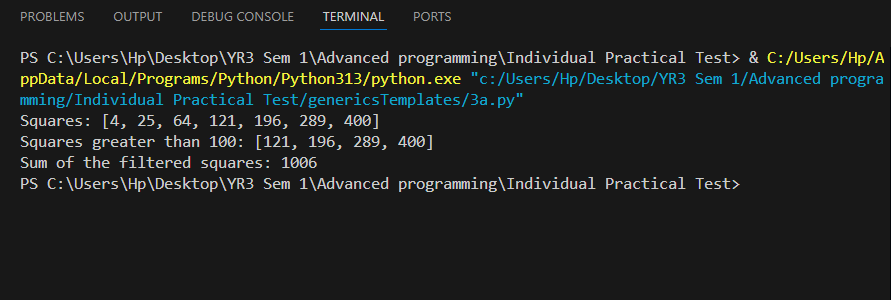 PROBLEMS OUTPUT DEBUG CONSOLE TERMINAL PORTS
PS C:\Users\Hp\Desktop\YR3 Sem 1\Advanced programming\Individual Practical Test> & C:/Users/Hp/A
ppData/Local/Programs/Python/Python313/python.exe "c:/Users/Hp/Desktop/YR3 Sem 1/Advanced progra
mming/Individual Practical Test/genericsTemplates/3a.py"
Squares: [4, 25, 64, 121, 196, 289, 400]
Squares greater than 100: [121, 196, 289, 400]
Sum of the filtered squares: 1006
PS C:\Users\Hp\Desktop\YR3 Sem 1\Advanced programming\Individual Practical Test>